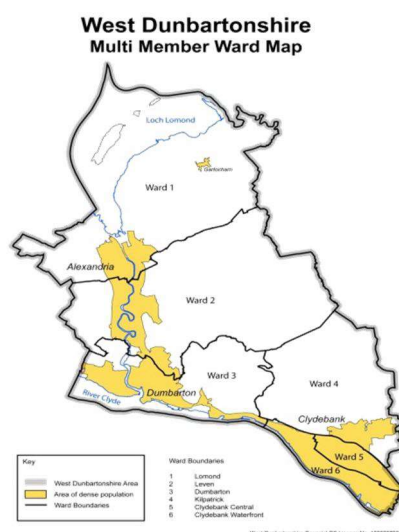 West Dunbartonshire
Multi Member Ward Map
Loch Lomond
Gartocharn
Ward 1
Alexandria
Ward 2
Ward 3
Ward 4
River Clyde
Dumbarton
Clydebank
Ward 5
Ward 6
Key
West Dunbartonshire Area
Area of dense population
Ward Boundaries
Ward Boundaries
1 Lomond
2 Leven
3 Dumbarton
4 Kilpatrick
5 Clydebank Central
6 Clydebank Waterfront